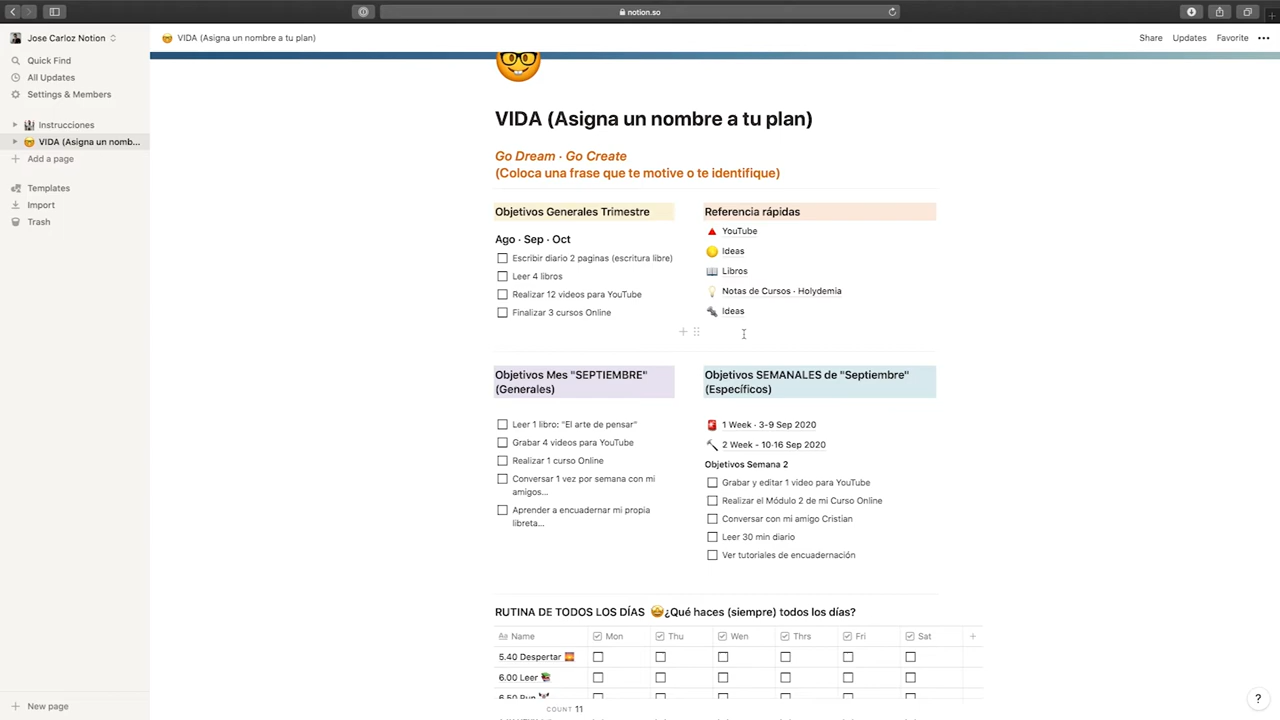 notion.so
Jose Carloz Notion
VIDA (Asigna un nombre a tu plan)
Share
Updates
Favorite
Quick Find
All Updates
Settings & Members
Instrucciones
VIDA (Asigna un nomb...
Add a page
Templates
Import
Trash
New page
VIDA (Asigna un nombre a tu plan)
Go Dream · Go Create
(Coloca una frase que te motive o te identifique)
Objetivos Generales Trimestre
Ago · Sep · Oct
Escribir diario 2 paginas (escritura libre)
Leer 4 libros
Realizar 12 videos para YouTube
Finalizar 3 cursos Online
Referencia rápidas
YouTube
Ideas
Libros
Notas de Cursos · Holydemia
Ideas
Objetivos Mes "SEPTIEMBRE"
(Generales)
Leer 1 libro: "El arte de pensar"
Grabar 4 videos para YouTube
Realizar 1 curso Online
Conversar 1 vez por semana con mi
amigos...
Aprender a encuadernar mi propia
libreta...
Objetivos SEMANALES de "Septiembre"
(Específicos)
1 Week · 3-9 Sep 2020
2 Week - 10-16 Sep 2020
Objetivos Semana 2
Grabar y editar 1 video para YouTube
Realizar el Módulo 2 de mi Curso Online
Conversar con mi amigo Cristian
Leer 30 min diario
Ver tutoriales de encuadernación
RUTINA DE TODOS LOS DÍAS 🤩¿Qué haces (siempre) todos los días?
Name Mon Thu Wen Thrs Fri Sat
5.40 Despertar
6.00 Leer
6.50 Run
COUNT 11